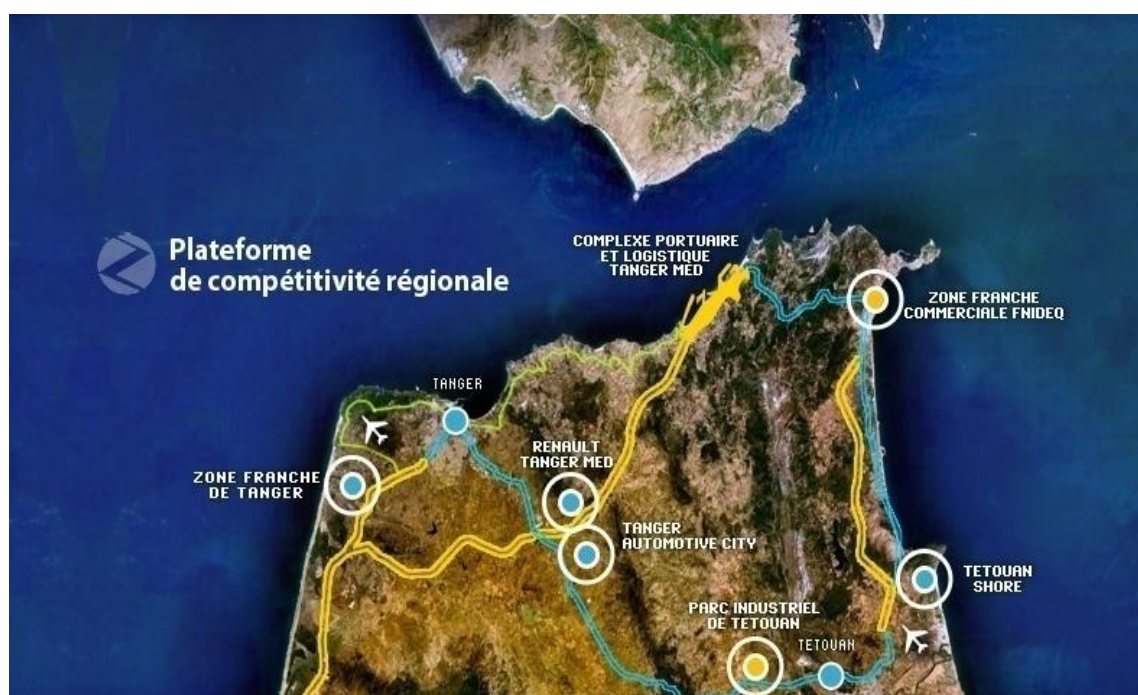 Plateforme
de compétitivité régionale
COMPLEXE PORTUAIRE
ET LOGISTIQUE
TANGER MED
ZONE FRANCHE
COMMERCIALE FNIDEQ
TANGER
ZONE FRANCHE
DE TANGER
RENAULT
TANGER MED
TANGER
AUTOMOTIVE CITY
TETOUAN
SHORE
PARC INDUSTRIEL
DE TETOUAN
TETOUAN